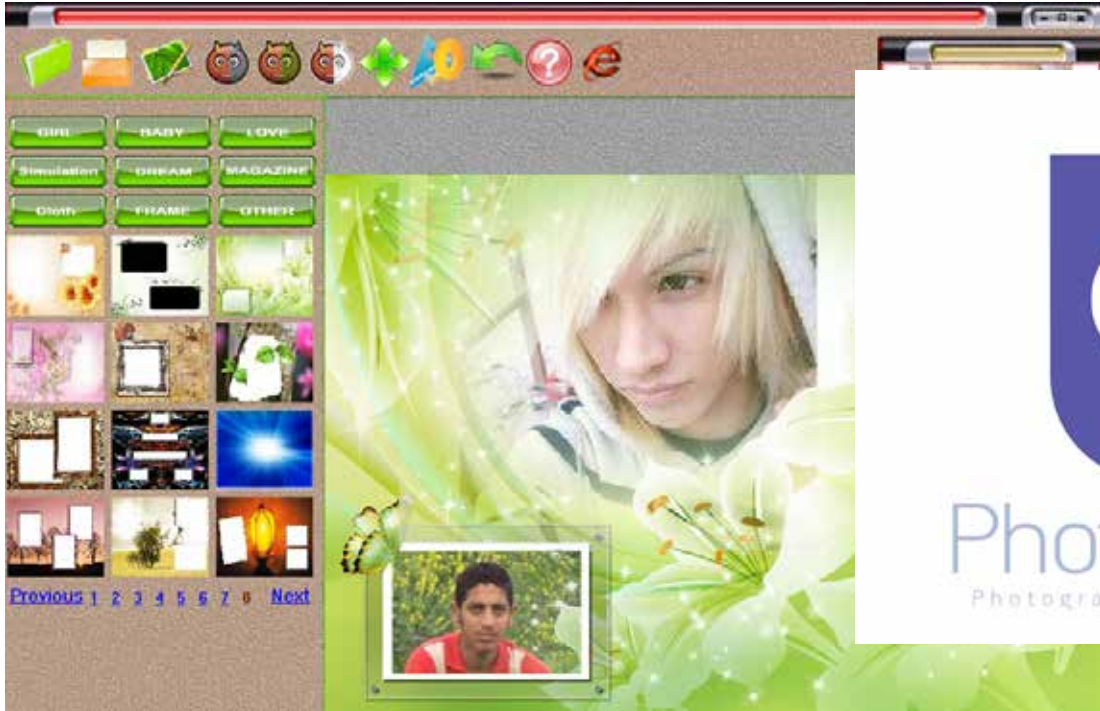 GIRL BABY LOVE
Simulation DREAM MAGAZINE
Cloth FRAME OTHER
Previous 1 2 3 4 5 6 7 8 Next
Pho
Photogra